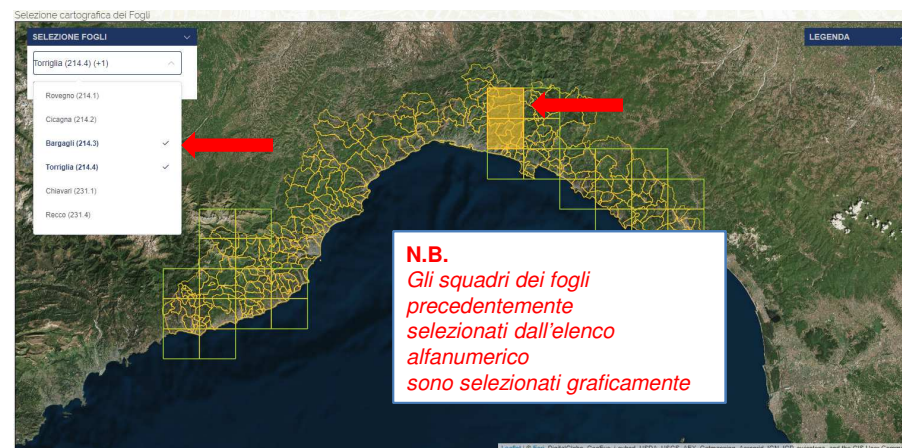 Selezione cartografica dei Fogli
SELEZIONE FOGLI
LEGENDA
Torriglia (214.4) (+1)
Rovegno (214.1)
Cicagna (214.2)
Bargagli (214.3)
Torriglia (214.4)
Chiavari (231.1)
Recco (231.4)
N.B.
Gli squadri dei fogli
precedentemente
selezionati dall'elenco
alfanumerico
sono selezionati graficamente